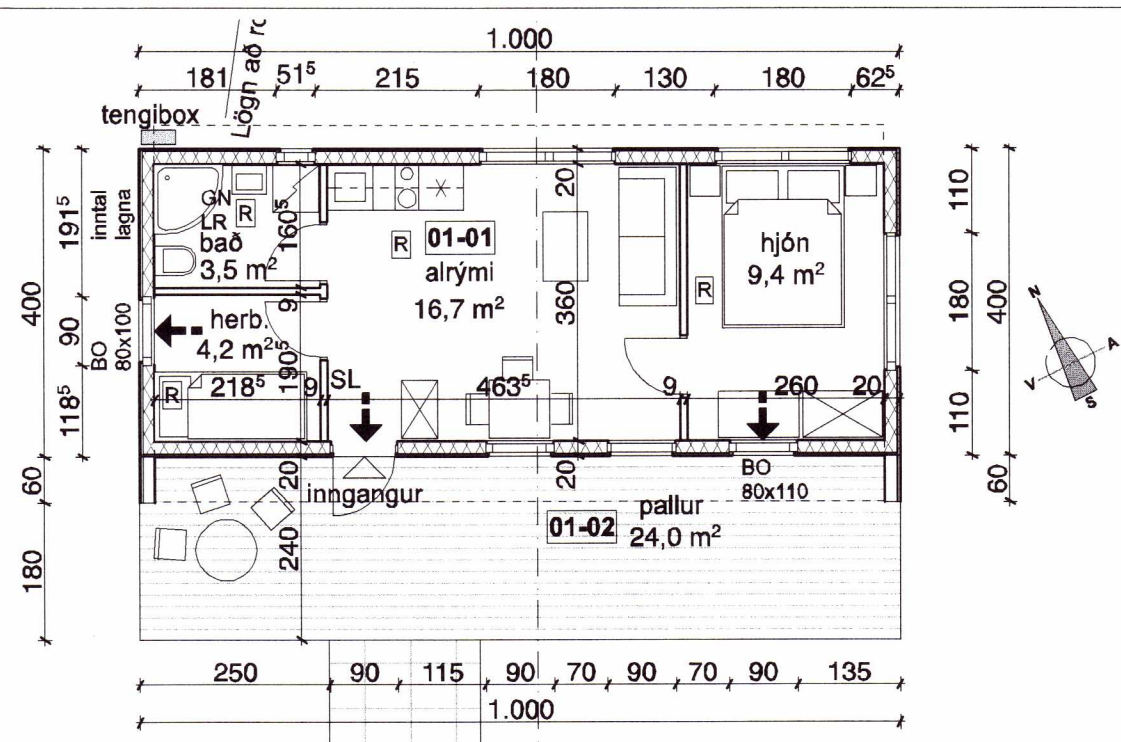 1.000
181 51⁵ 215 180 130 180 62⁵
Lögn að
tengibox
400
191⁵ 90 118⁵
60
180
inntal
lagna
BO
80x100
GN
LR
R
bað
3,5 m²
160⁵
9
herb.
4,2 m²
190⁵
R
218⁵ 9 SL 463⁵ 9 260 20
R
01-01
alrými
16,7 m²
20
360
20
hjón
9,4 m²
R
110
180
110
400
60
N
A
V
S
20
240
inngangur
BO
80x110
pallur
01-02
24,0 m²
250 90 115 90 70 90 70 90 135
1.000